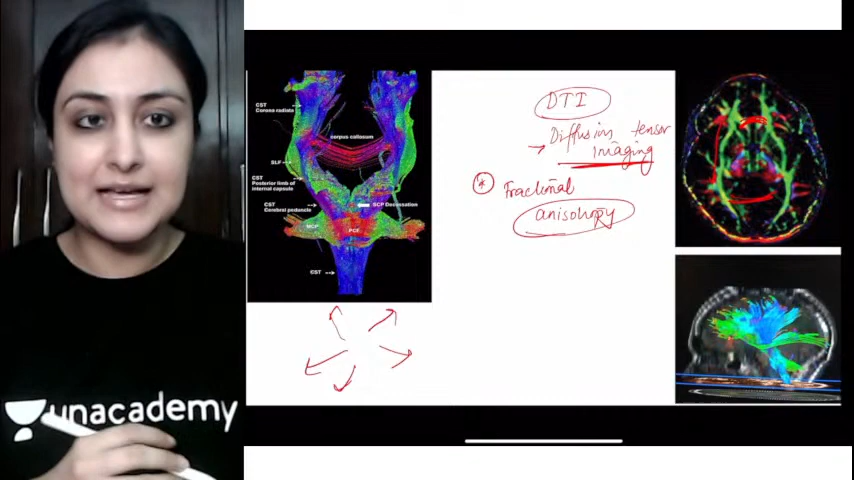 unacademy
CST
Corona radiata
corpus callosum
SLF
CST
Posterior limb of
internal capsule
CST
Cerebral peduncle
SCP Decussation
MCP
PCF
CST
DTI
Diffusion tensor
imaging
Fractional
anisotropy